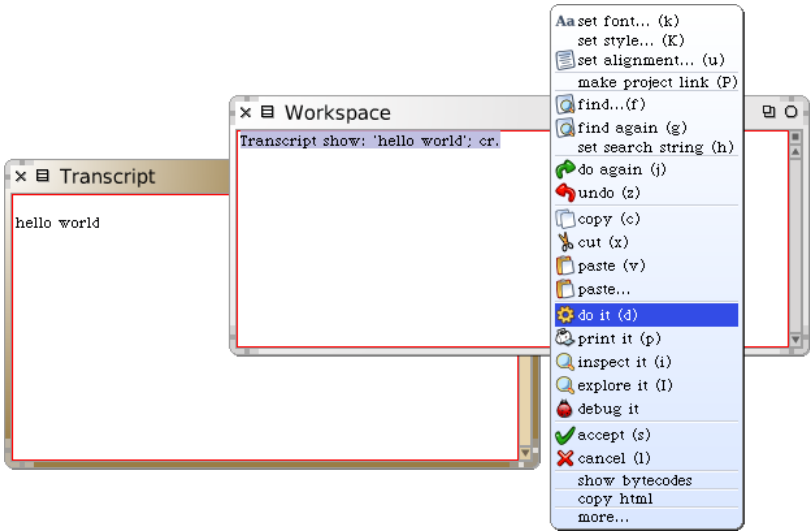 Workspace
Transcript show: 'hello world'; cr.
Transcript
hello world
Aa set font... (k)
set style... (K)
set alignment... (u)
make project link (P)
find...(f)
find again (g)
set search string (h)
do again (j)
undo (z)
copy (c)
cut (x)
paste (v)
paste...
do it (d)
print it (p)
inspect it (i)
explore it (I)
debug it
accept (s)
cancel (l)
show bytecodes
copy html
more...